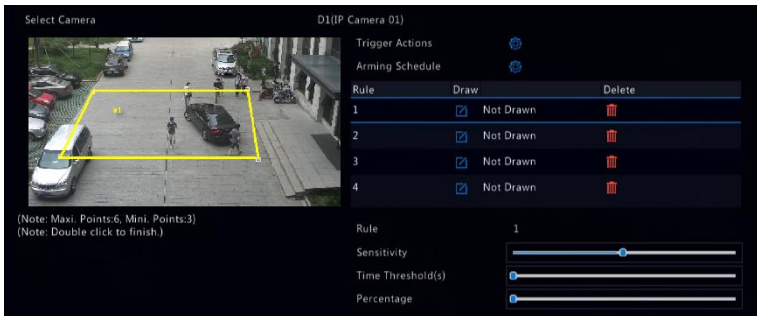 Select Camera D1(IP Camera 01)
Trigger Actions
Arming Schedule
Rule Draw Delete
1 Not Drawn
2 Not Drawn
3 Not Drawn
4 Not Drawn
#1
(Note: Maxi. Points:6, Mini. Points:3)
(Note: Double click to finish.)
Rule 1
Sensitivity
Time Threshold(s)
Percentage